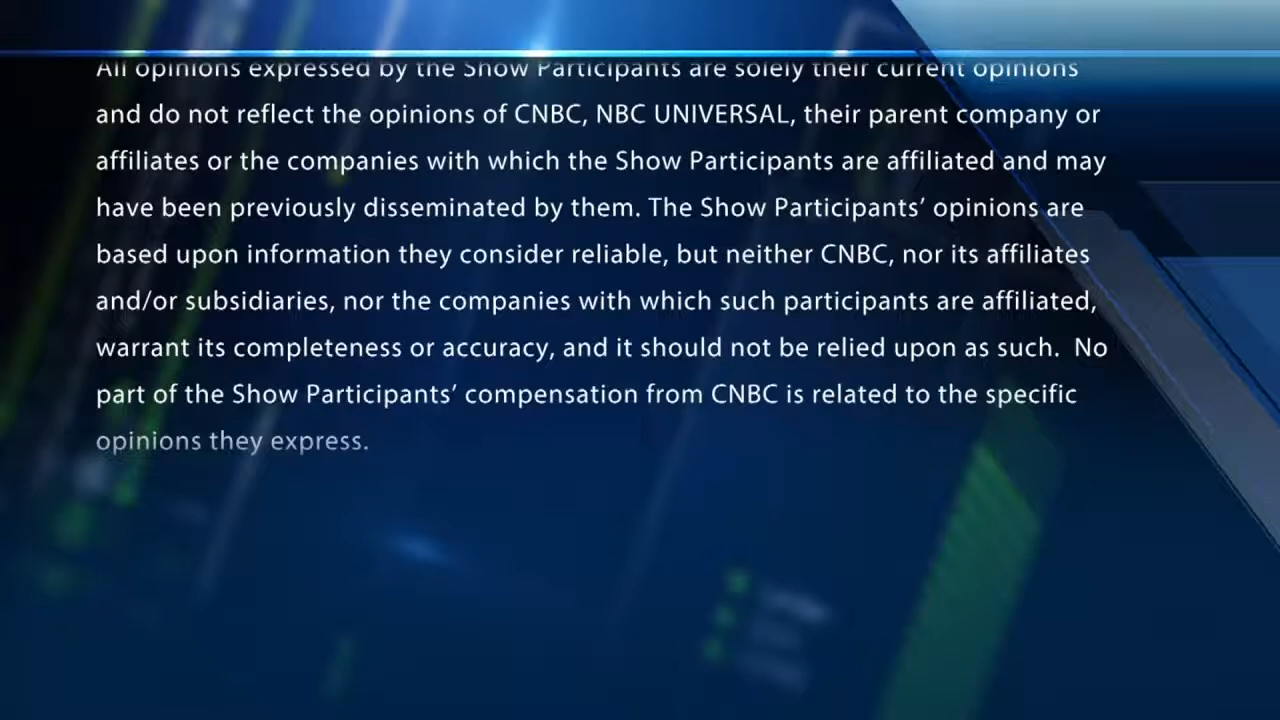 All opinions expressed by the Show Participants are solely their current opinions
and do not reflect the opinions of CNBC, NBC UNIVERSAL, their parent company or
affiliates or the companies with which the Show Participants are affiliated and may
have been previously disseminated by them. The Show Participants’ opinions are
based upon information they consider reliable, but neither CNBC, nor its affiliates
and/or subsidiaries, nor the companies with which such participants are affiliated,
warrant its completeness or accuracy, and it should not be relied upon as such.  No
part of the Show Participants’ compensation from CNBC is related to the specific
opinions they express.